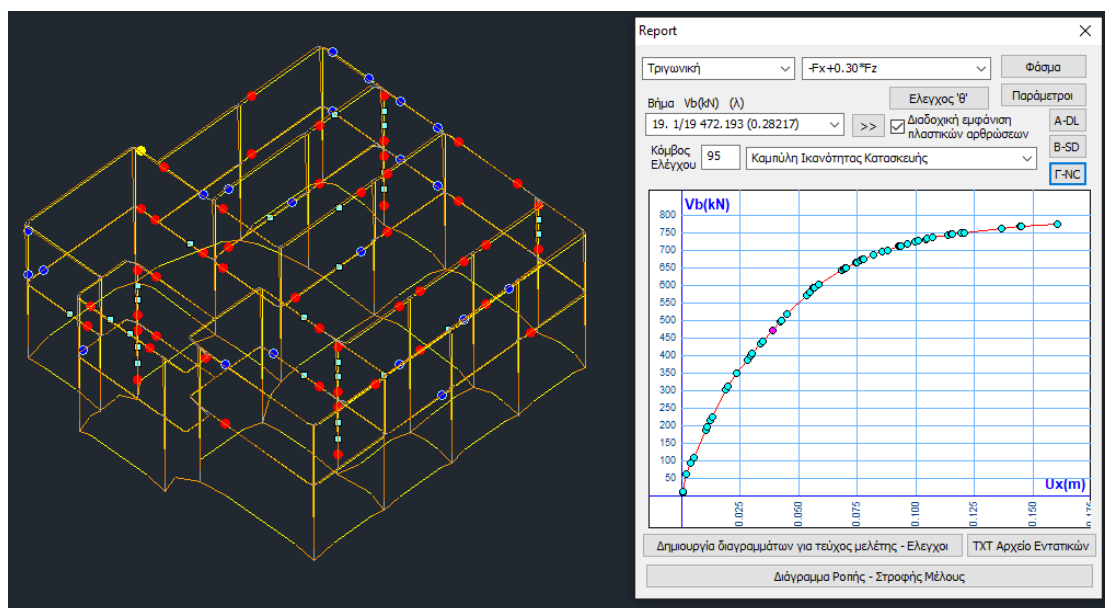 Report
Τριγωνική
-Fx+0.30*Fz
Φάσμα
Βήμα Vb(kN) (λ)
Ελεγχος 'θ'
Παράμετροι
19. 1/19 472.193 (0.28217)
>>
Διαδοχική εμφάνιση
πλαστικών αρθρώσεων
A-DL
B-SD
Γ-NC
Κόμβος
Ελέγχου
95
Καμπύλη Ικανότητας Κατασκευής
Vb(kN)
800
750
700
650
600
550
500
450
400
350
300
250
200
150
100
50
Ux(m)
0.025
0.050
0.075
0.100
0.125
0.150
Δημιουργία διαγραμμάτων για τεύχος μελέτης - Ελεγχοι
TXT Αρχείο Εντατικών
Διάγραμμα Ροπής - Στροφής Μέλους